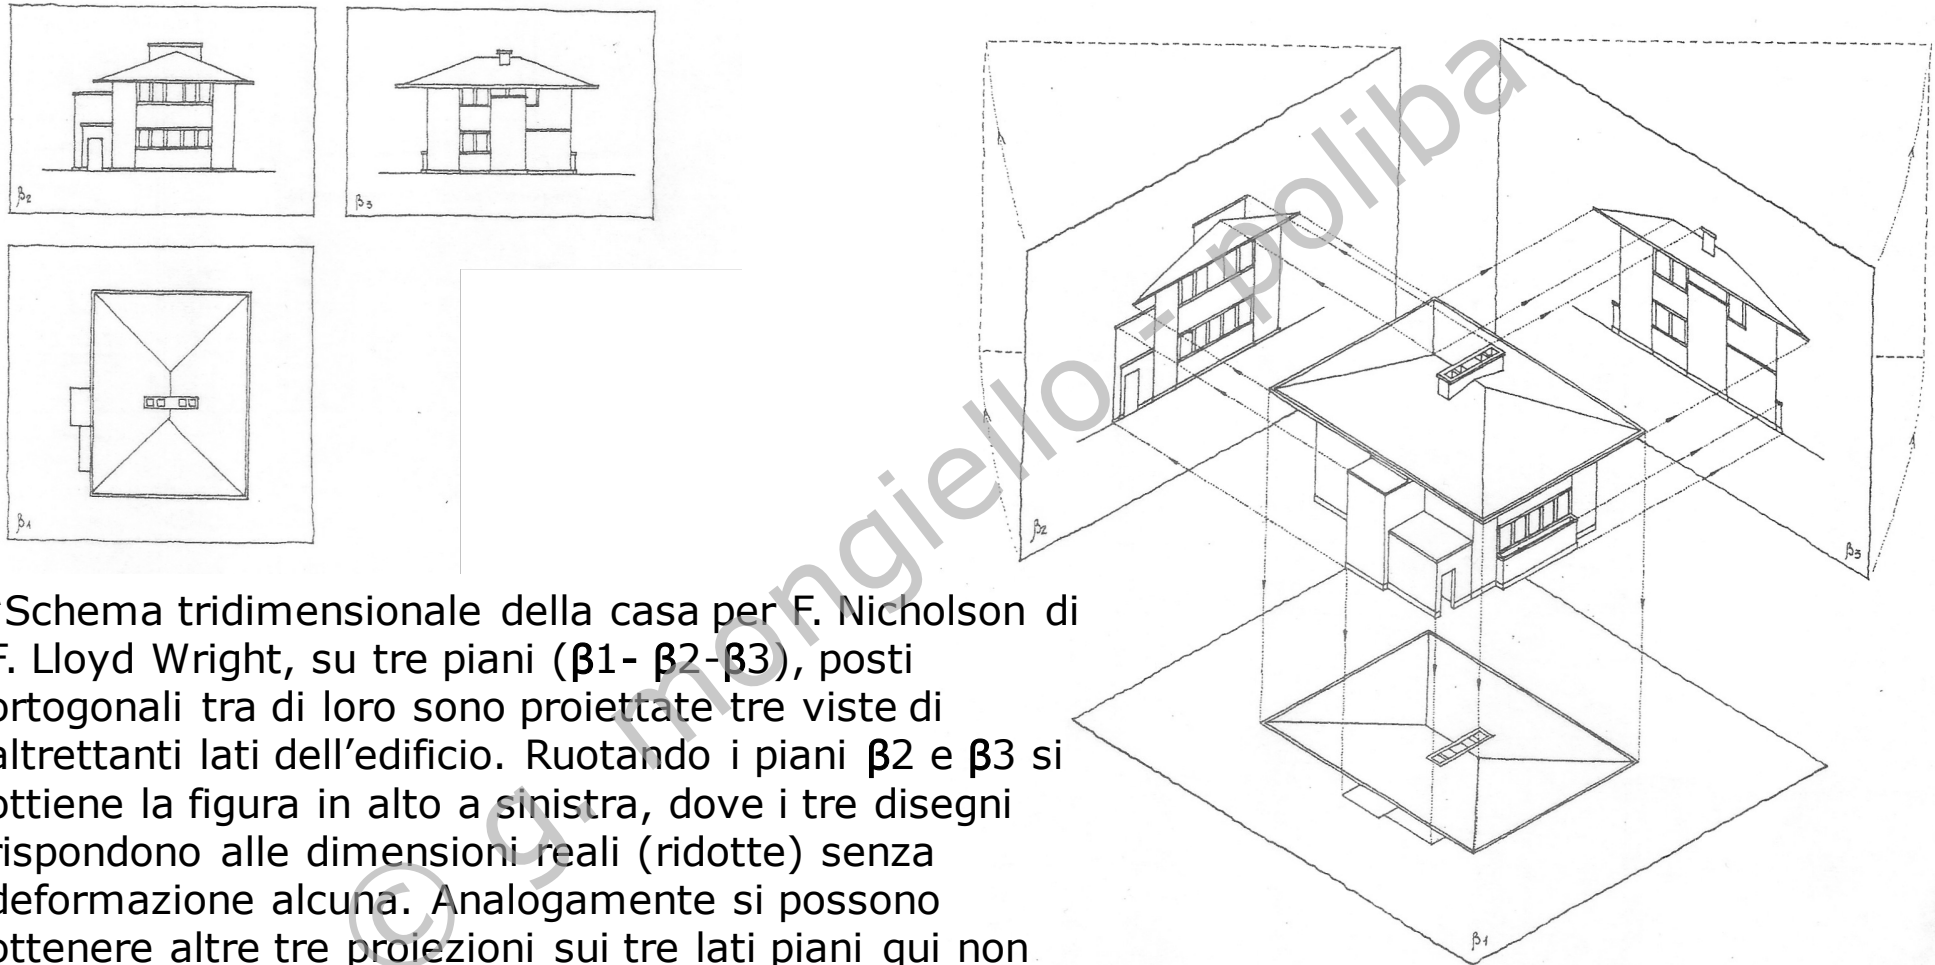 β2
β3
β1
β2
β3
β1
Schema tridimensionale della casa per F. Nicholson di
F. Lloyd Wright, su tre piani (β1- β2-β3), posti
ortogonali tra di loro sono proiettate tre viste di
altrettanti lati dell’edificio. Ruotando i piani β2 e β3 si
ottiene la figura in alto a sinistra, dove i tre disegni
rispondono alle dimensioni reali (ridotte) senza
deformazione alcuna. Analogamente si possono
ottenere altre tre proiezioni sui tre lati piani qui non
© g. mongiello - poliba